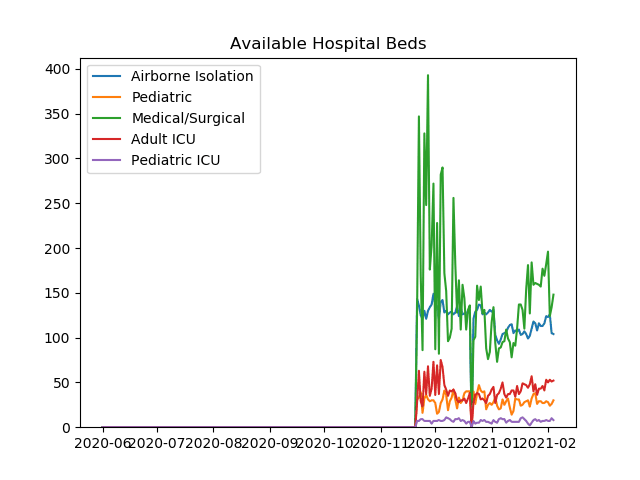 Available Hospital Beds
Airborne Isolation
Pediatric
Medical/Surgical
Adult ICU
Pediatric ICU
400
350
300
250
200
150
100
50
0
2020-06 2020-07 2020-08 2020-09 2020-10 2020-11 2020-12 2021-01 2021-02